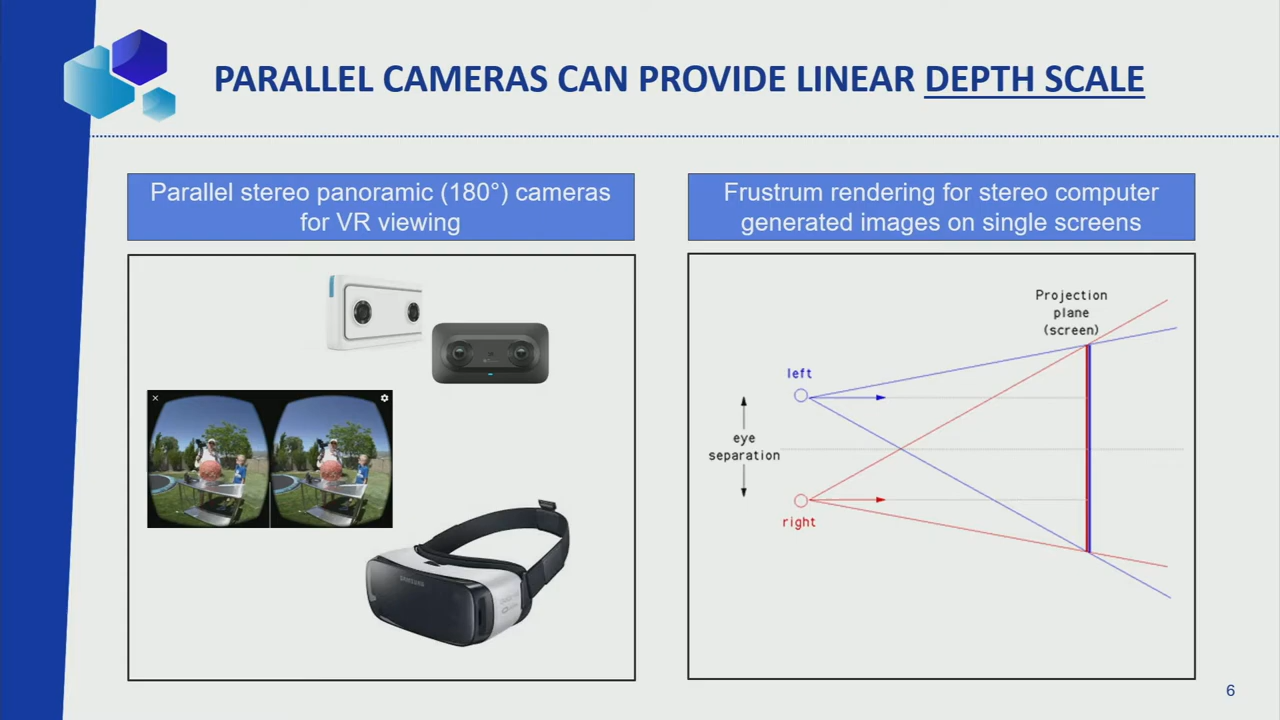 PARALLEL CAMERAS CAN PROVIDE LINEAR DEPTH SCALE
Parallel stereo panoramic (180°) cameras
for VR viewing
Frustrum rendering for stereo computer
generated images on single screens
SAMSUNG
Projection
plane
(screen)
left
eye
separation
right
6